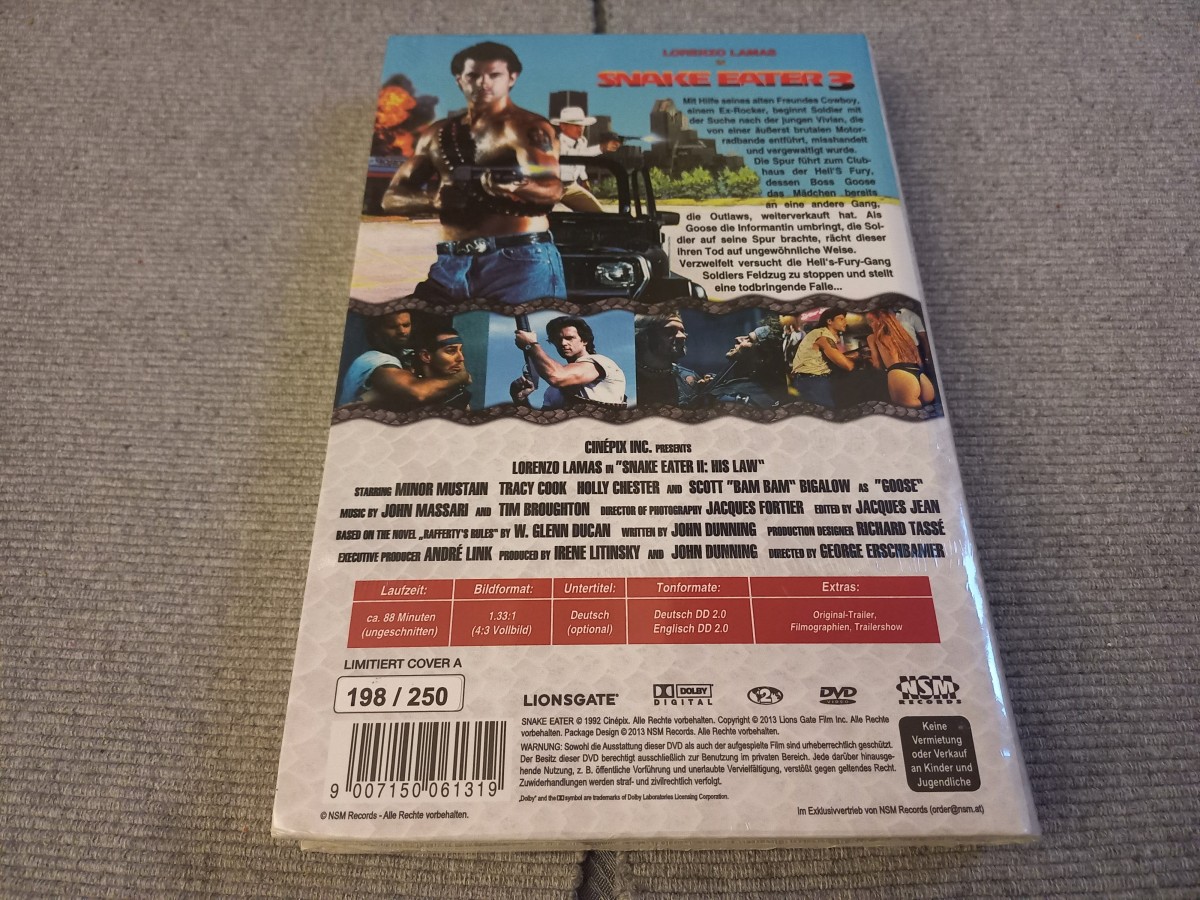 LORENZO LAMAS
in
SNAKE EATER 3
Mit Hilfe seines alten Freundes Cowboy,
einem Ex-Rocker, beginnt Soldier mit
der Suche nach der jungen Vivian, die
von einer äußerst brutalen Motor-
radbande entführt, misshandelt
und vergewaltigt wurde.
Die Spur führt zum Club-
haus der Hell'S Fury,
dessen Boss Goose
das Mädchen bereits
an eine andere Gang,
die Outlaws, weiterverkauft hat. Als
Goose die Informantin umbringt, die Sol-
dier auf seine Spur brachte, rächt dieser
ihren Tod auf ungewöhnliche Weise.
Verzweifelt versucht die Hell's-Fury-Gang
Soldiers Feldzug zu stoppen und stellt
eine todbringende Falle...
CINÉPIX INC. PRESENTS
LORENZO LAMAS IN "SNAKE EATER II: HIS LAW"
STARRING MINOR MUSTAIN TRACY COOK HOLLY CHESTER AND SCOTT "BAM BAM" BIGALOW AS "GOOSE"
MUSIC BY JOHN MASSARI AND TIM BROUGHTON DIRECTOR OF PHOTOGRAPHY JACQUES FORTIER EDITED BY JACQUES JEAN
BASED ON THE NOVEL „RAFFERTY'S RULES" BY W. GLENN DUCAN WRITTEN BY JOHN DUNNING PRODUCTION DESIGNER RICHARD TASSÉ
EXECUTIVE PRODUCER ANDRÉ LINK PRODUCED BY IRENE LITINSKY AND JOHN DUNNING DIRECTED BY GEORGE ERSCHBAMER
Laufzeit: Bildformat: Untertitel: Tonformate: Extras:
ca. 88 Minuten 1.33:1 Deutsch Deutsch DD 2.0 Original-Trailer,
(ungeschnitten) (4:3 Vollbild) (optional) Englisch DD 2.0 Filmographien, Trailershow
LIMITIERT COVER A
198 / 250
LIONSGATE
DOLBY
DIGITAL
2
DVD
NSM
RECORDS
SNAKE EATER © 1992 Cinépix. Alle Rechte vorbehalten. Copyright © 2013 Lions Gate Film Inc. Alle Rechte
vorbehalten. Package Design © 2013 NSM Records. Alle Rechte vorbehalten.
WARNUNG: Sowohl die Ausstattung dieser DVD als auch der aufgespielte Film sind urheberrechtlich geschützt.
Der Besitz dieser DVD berechtigt ausschließlich zur Benutzung im privaten Bereich. Jede darüber hinausge-
hende Nutzung, z. B. öffentliche Vorführung und unerlaubte Vervielfältigung, verstößt gegen geltendes Recht.
Zuwiderhandlungen werden straf- und zivilrechtlich verfolgt.
„Dolby" and the symbol are trademarks of Dolby Laboratories Licensing Corporation.
Keine
Vermietung
oder Verkauf
an Kinder und
Jugendliche
9 007150 061319
© NSM Records - Alle Rechte vorbehalten.
Im Exklusivvertrieb von NSM Records (order@nsm.at)